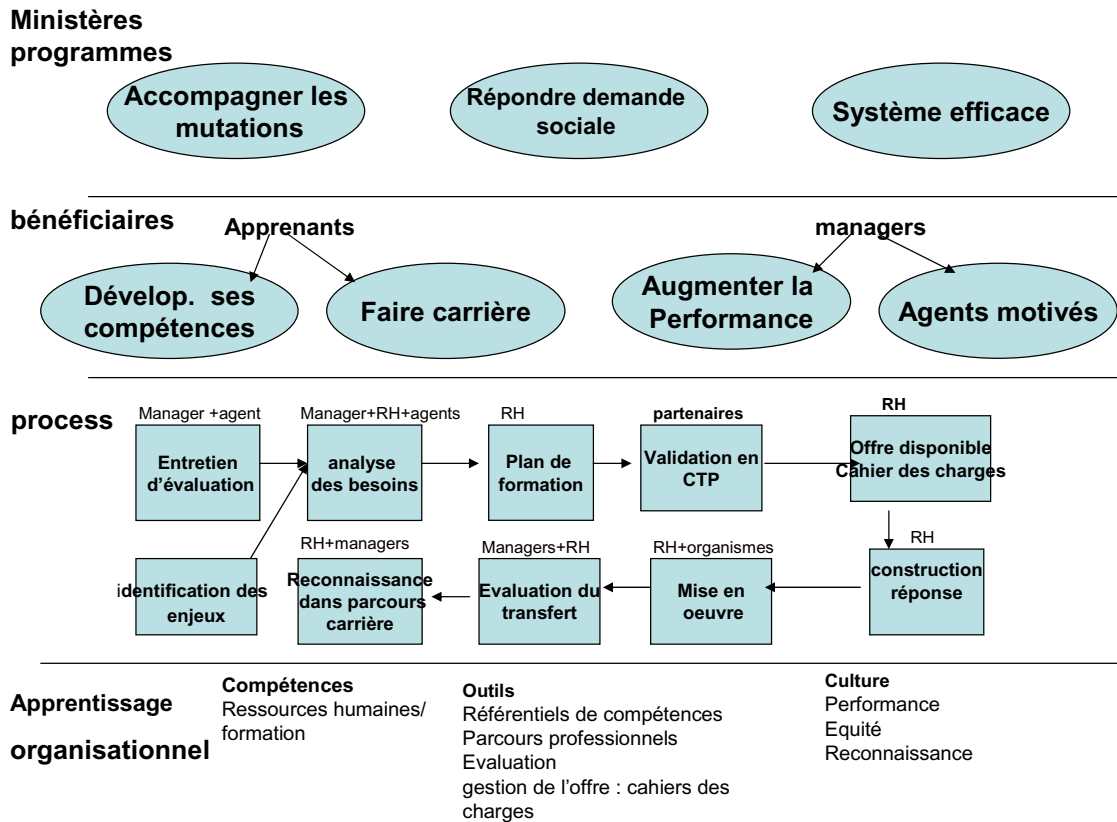 Ministères
programmes
Accompagner les
mutations
Répondre demande
sociale
Système efficace
bénéficiaires
Apprenants
managers
Dévelop. ses
compétences
Faire carrière
Augmenter la
Performance
Agents motivés
process
Manager +agent
Entretien
d'évaluation
Manager+RH+agents
analyse
des besoins
RH
Plan de
formation
partenaires
Validation en
CTP
RH
Offre disponible
Cahier des charges
identification des
enjeux
RH+managers
Reconnaissance
dans parcours
carrière
Managers+RH
Evaluation du
transfert
RH+organismes
Mise en
oeuvre
RH
construction
réponse
Apprentissage
organisationnel
Compétences
Ressources humaines/
formation
Outils
Référentiels de compétences
Parcours professionnels
Evaluation
gestion de l'offre : cahiers des
charges
Culture
Performance
Equité
Reconnaissance